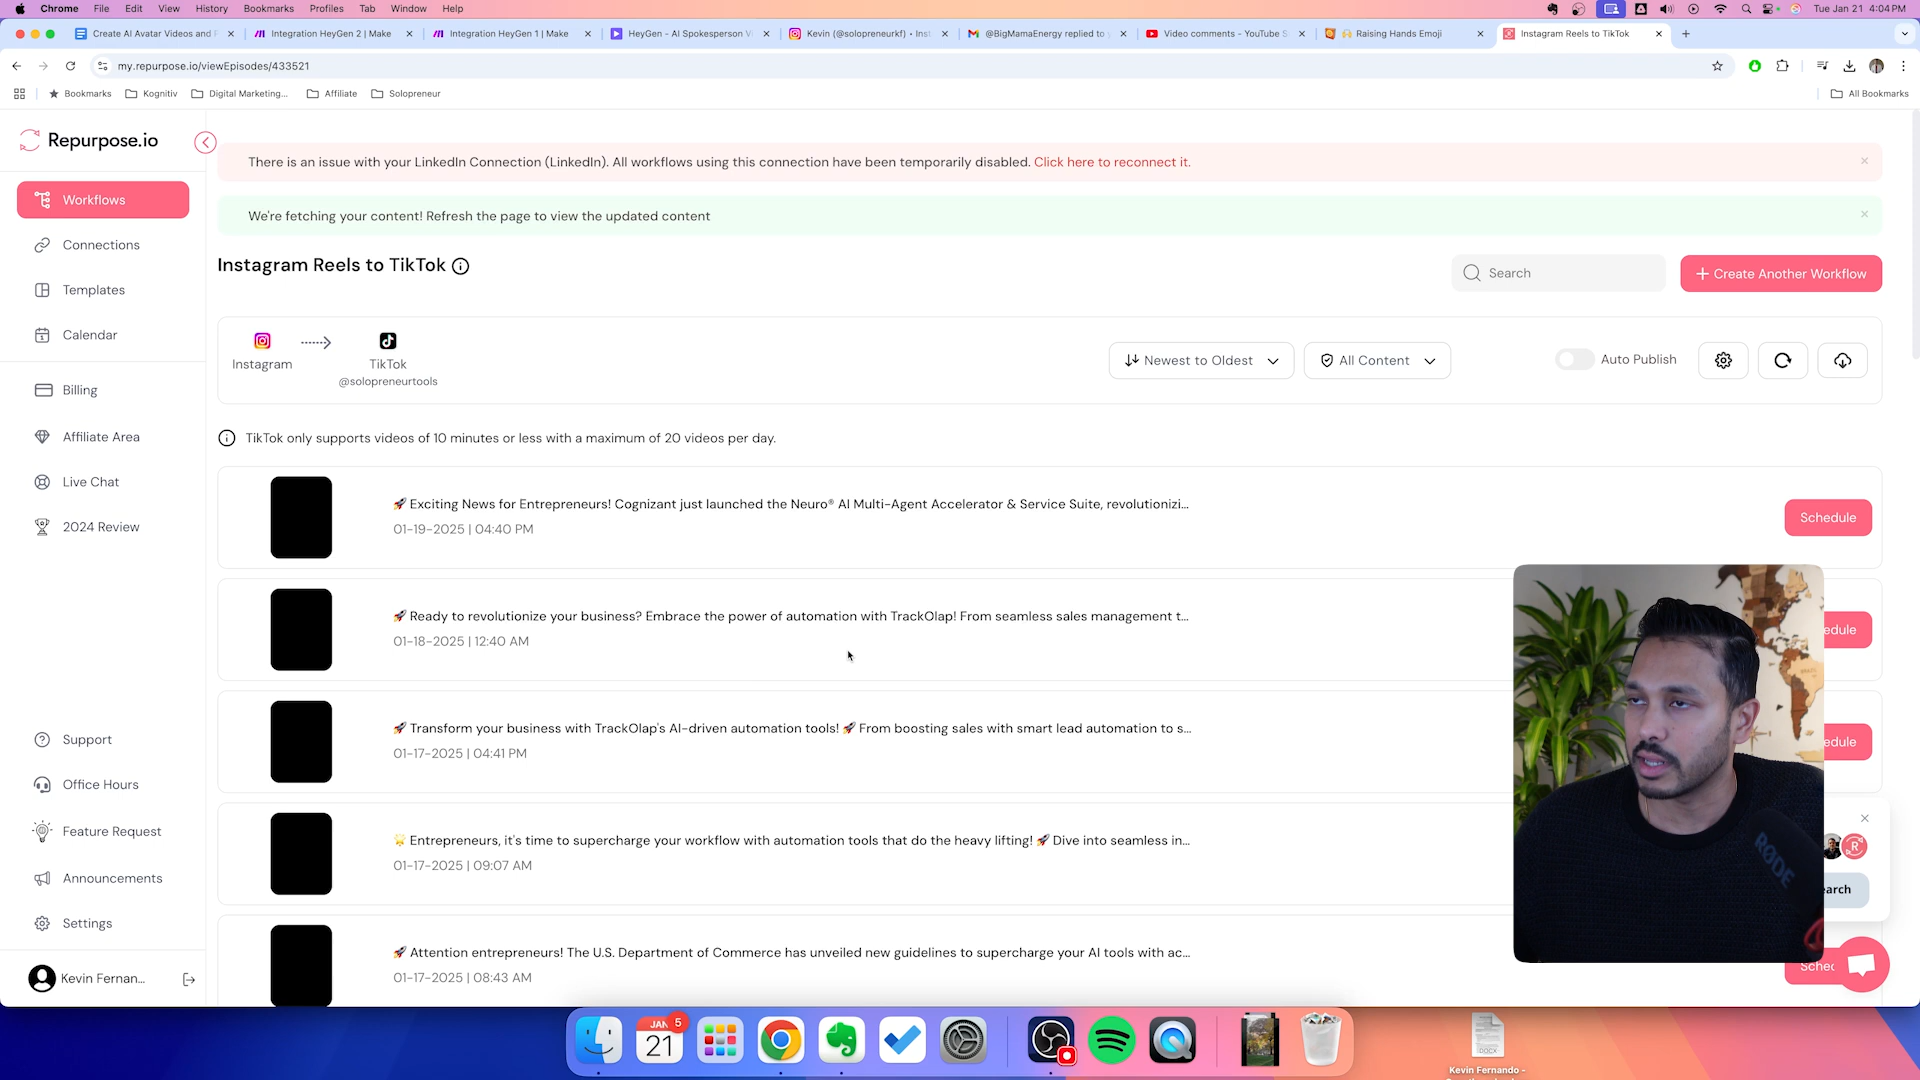 Chrome File Edit View History Bookmarks Profiles Tab Window Help Tue Jan 21 4:04 PM
Create AI Avatar Videos and Integration HeyGen 2 | Make Integration HeyGen 1 | Make HeyGen - AI Spokesperson V Kevin (@solopreneurkf) • Inst @BigMamaEnergy replied to y Video comments - YouTube S 🙌 Raising Hands Emoji Instagram Reels to TikTok
my.repurpose.io/viewEpisodes/433521
Bookmarks Kognitiv Digital Marketing... Affiliate Solopreneur All Bookmarks
Repurpose.io
Workflows
Connections
Templates
Calendar
Billing
Affiliate Area
Live Chat
2024 Review
Support
Office Hours
Feature Request
Announcements
Settings
Kevin Fernan...
There is an issue with your LinkedIn Connection (LinkedIn). All workflows using this connection have been temporarily disabled. Click here to reconnect it.
We're fetching your content! Refresh the page to view the updated content
Instagram Reels to TikTok
Search
+ Create Another Workflow
Instagram
TikTok
@solopreneurtools
Newest to Oldest
All Content
Auto Publish
TikTok only supports videos of 10 minutes or less with a maximum of 20 videos per day.
🚀 Exciting News for Entrepreneurs! Cognizant just launched the Neuro® AI Multi-Agent Accelerator & Service Suite, revolutionizi...
01-19-2025 | 04:40 PM
Schedule
🚀 Ready to revolutionize your business? Embrace the power of automation with TrackOlap! From seamless sales management t...
01-18-2025 | 12:40 AM
edule
🚀 Transform your business with TrackOlap's AI-driven automation tools! 🚀 From boosting sales with smart lead automation to s...
01-17-2025 | 04:41 PM
edule
🌟 Entrepreneurs, it's time to supercharge your workflow with automation tools that do the heavy lifting! 🚀 Dive into seamless in...
01-17-2025 | 09:07 AM
earch
🚀 Attention entrepreneurs! The U.S. Department of Commerce has unveiled new guidelines to supercharge your AI tools with ac...
01-17-2025 | 08:43 AM
Sched
RØDE
JAN 5
21
DOCX
Kevin Fernando -